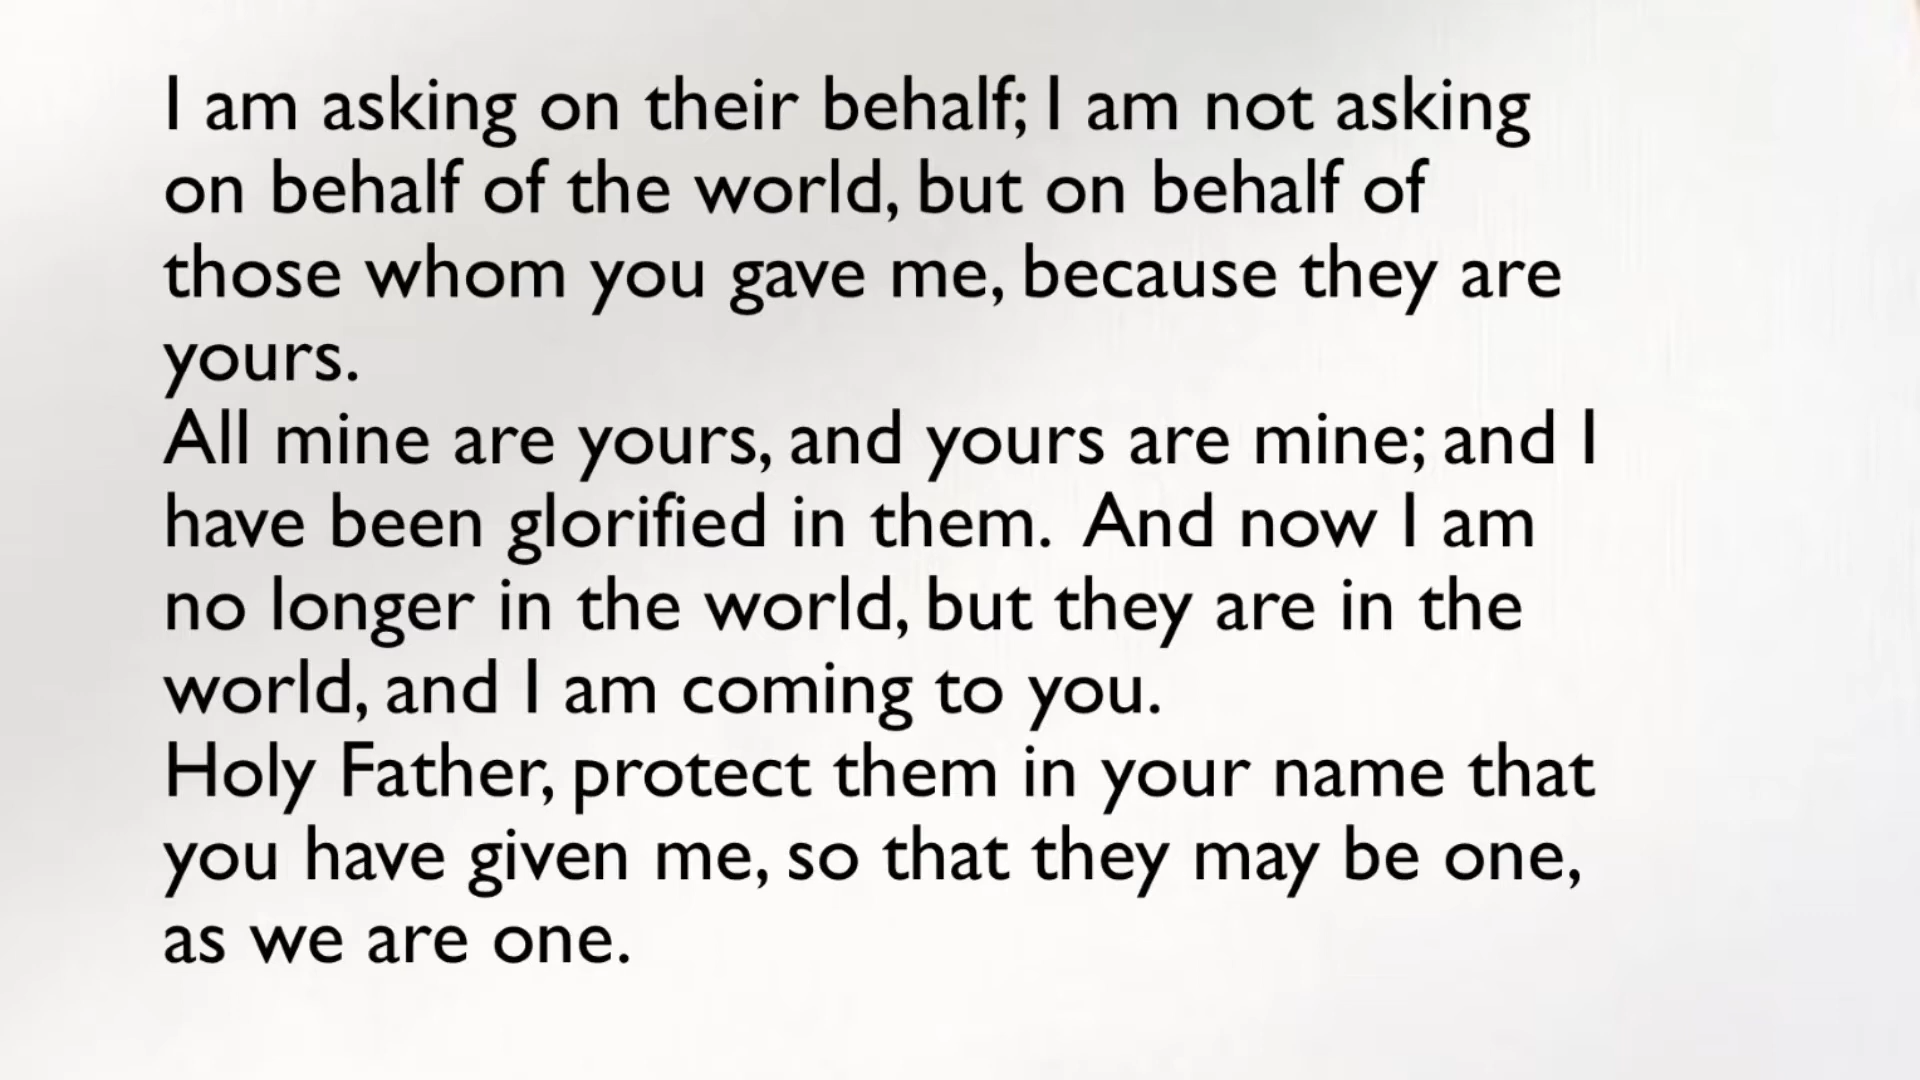 I am asking on their behalf; I am not asking
on behalf of the world, but on behalf of
those whom you gave me, because they are
yours.
All mine are yours, and yours are mine; and I
have been glorified in them.  And now I am
no longer in the world, but they are in the
world, and I am coming to you.
Holy Father, protect them in your name that
you have given me, so that they may be one,
as we are one.